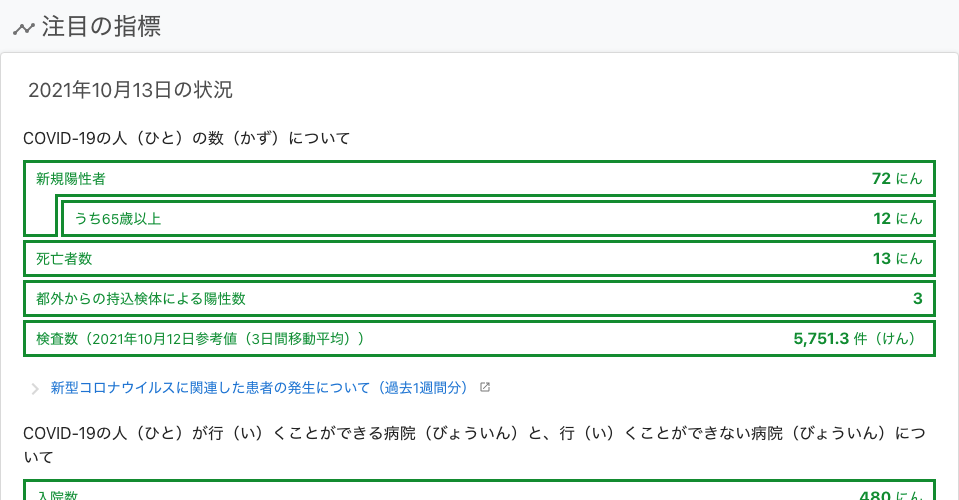 注目の指標
2021年10月13日の状況
COVID-19の人（ひと）の数（かず）について
新規陽性者 72 にん
うち65歳以上 12 にん
死亡者数 13 にん
都外からの持込検体による陽性数 3
検査数（2021年10月12日参考値（3日間移動平均）） 5,751.3 件（けん）
新型コロナウイルスに関連した患者の発生について（過去1週間分）
COVID-19の人（ひと）が行（い）くことができる病院（びょういん）と、行（い）くことができない病院（びょういん）につ
いて
入院数 480 にん